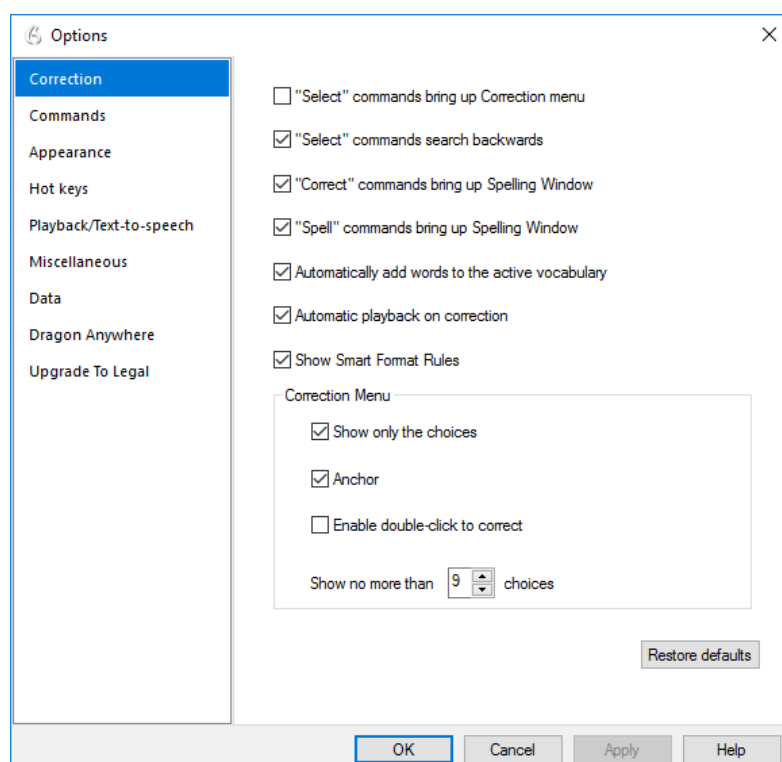 Options
Correction
Commands
Appearance
Hot keys
Playback/Text-to-speech
Miscellaneous
Data
Dragon Anywhere
Upgrade To Legal
"Select" commands bring up Correction menu
"Select" commands search backwards
"Correct" commands bring up Spelling Window
"Spell" commands bring up Spelling Window
Automatically add words to the active vocabulary
Automatic playback on correction
Show Smart Format Rules
Correction Menu
Show only the choices
Anchor
Enable double-click to correct
Show no more than 9 choices
Restore defaults
OK Cancel Apply Help